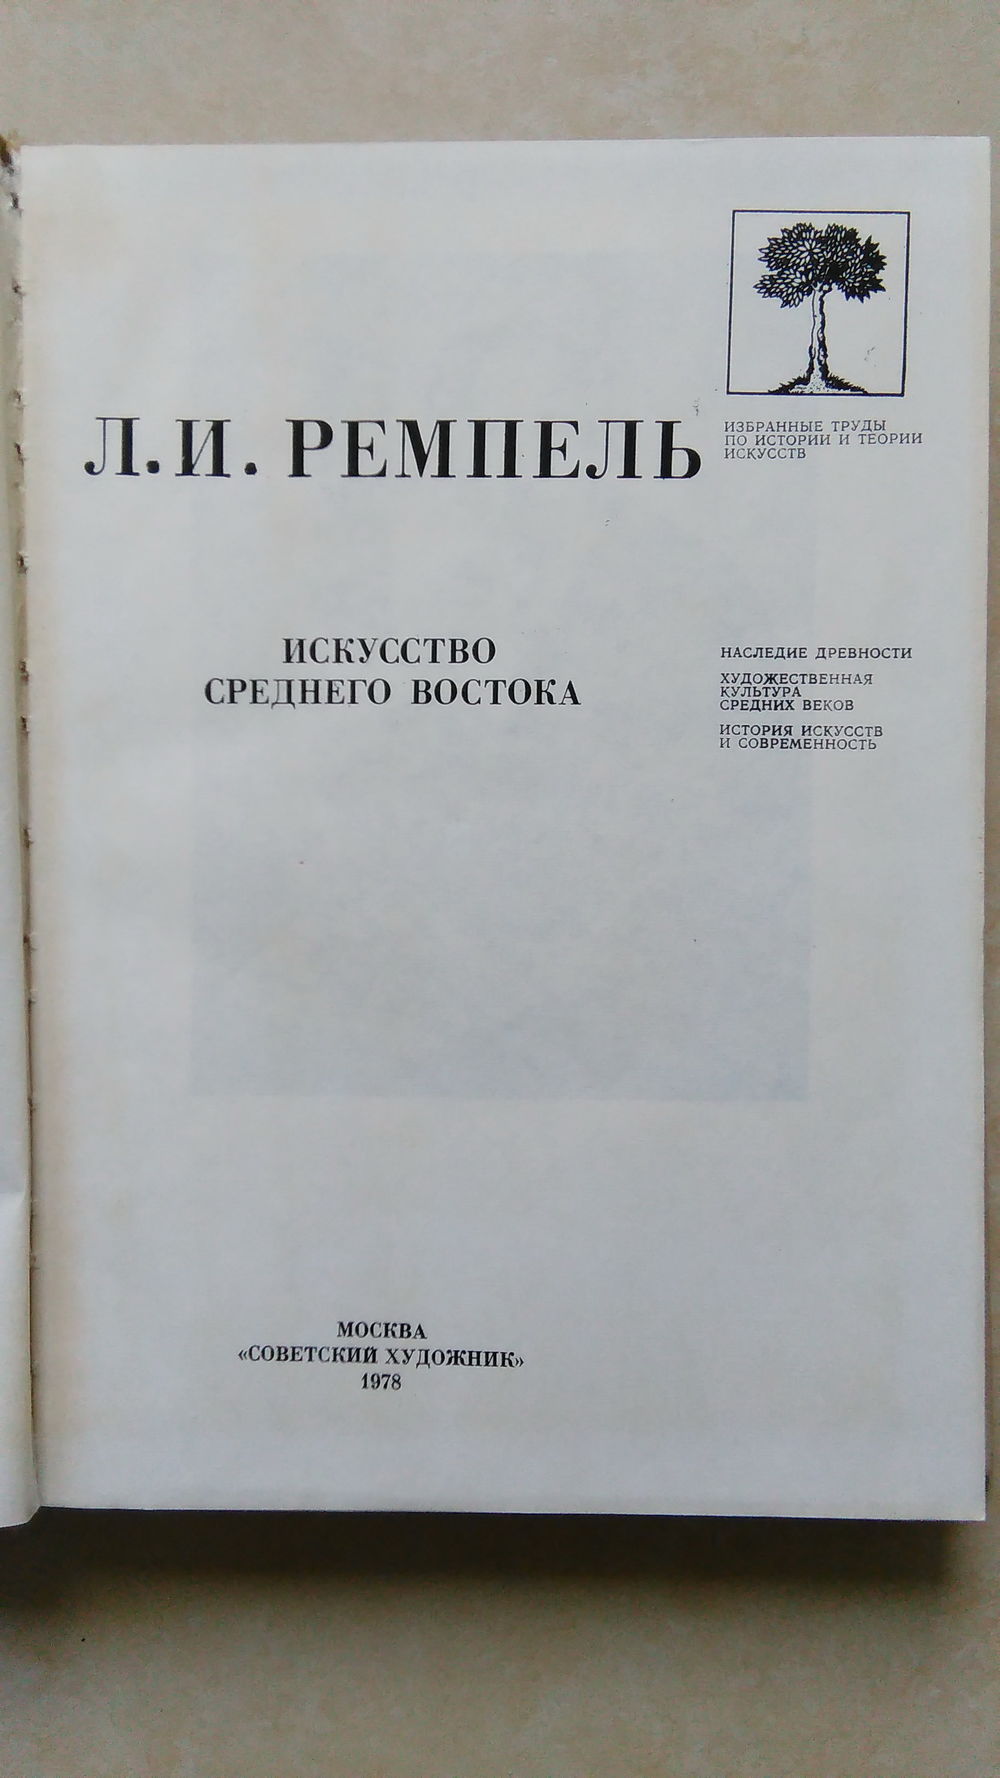 Л.И. РЕМПЕЛЬ
ИЗБРАННЫЕ ТРУДЫ
ПО ИСТОРИИ И ТЕОРИИ
ИСКУССТВ
ИСКУССТВО
СРЕДНЕГО ВОСТОКА
НАСЛЕДИЕ ДРЕВНОСТИ
ХУДОЖЕСТВЕННАЯ
КУЛЬТУРА
СРЕДНИХ ВЕКОВ
ИСТОРИЯ ИСКУССТВ
И СОВРЕМЕННОСТЬ
МОСКВА
«СОВЕТСКИЙ ХУДОЖНИК»
1978